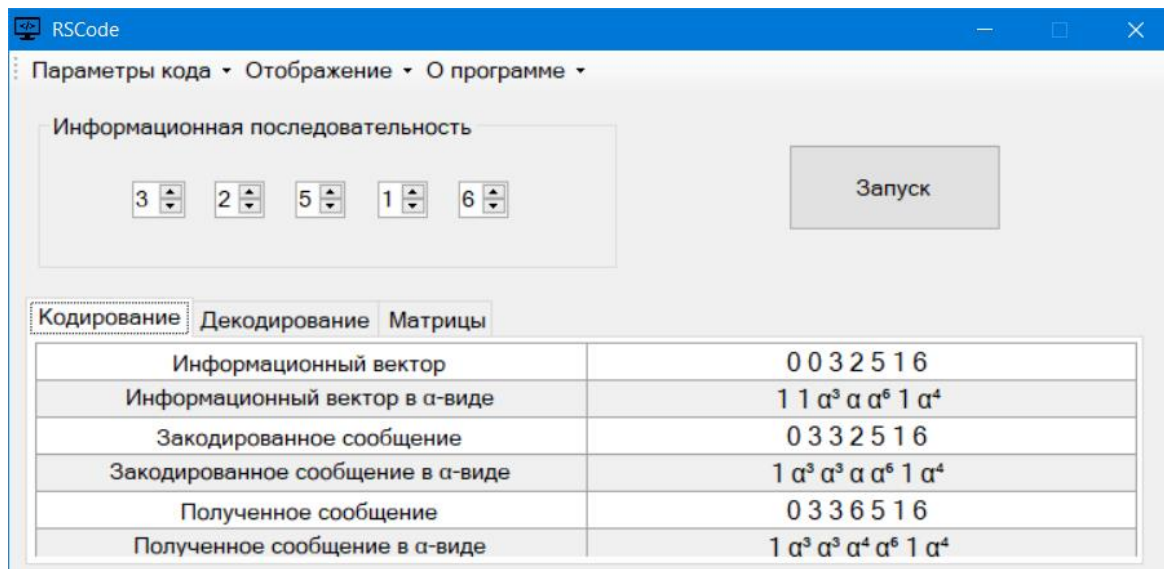 RSCode
Параметры кода Отображение О программе
Информационная последовательность
3 2 5 1 6
Запуск
Кодирование Декодирование Матрицы
Информационный вектор 0 0 3 2 5 1 6
Информационный вектор в α-виде 1 1 α³ α α⁶ 1 α⁴
Закодированное сообщение 0 3 3 2 5 1 6
Закодированное сообщение в α-виде 1 α³ α³ α α⁶ 1 α⁴
Полученное сообщение 0 3 3 6 5 1 6
Полученное сообщение в α-виде 1 α³ α³ α⁴ α⁶ 1 α⁴